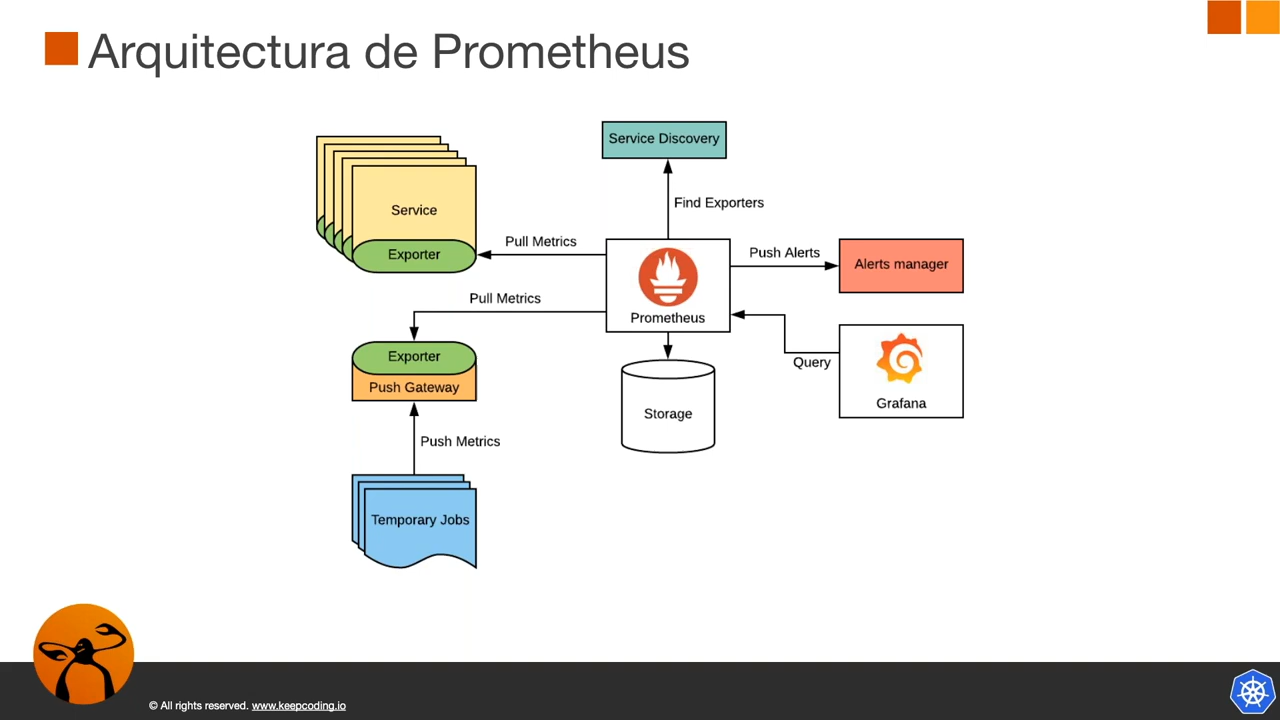 Arquitectura de Prometheus
Service Discovery
Find Exporters
Service
Exporter
Pull Metrics
Push Alerts
Alerts manager
Prometheus
Pull Metrics
Exporter
Push Gateway
Query
Grafana
Storage
Push Metrics
Temporary Jobs
© All rights reserved. www.keepcoding.io